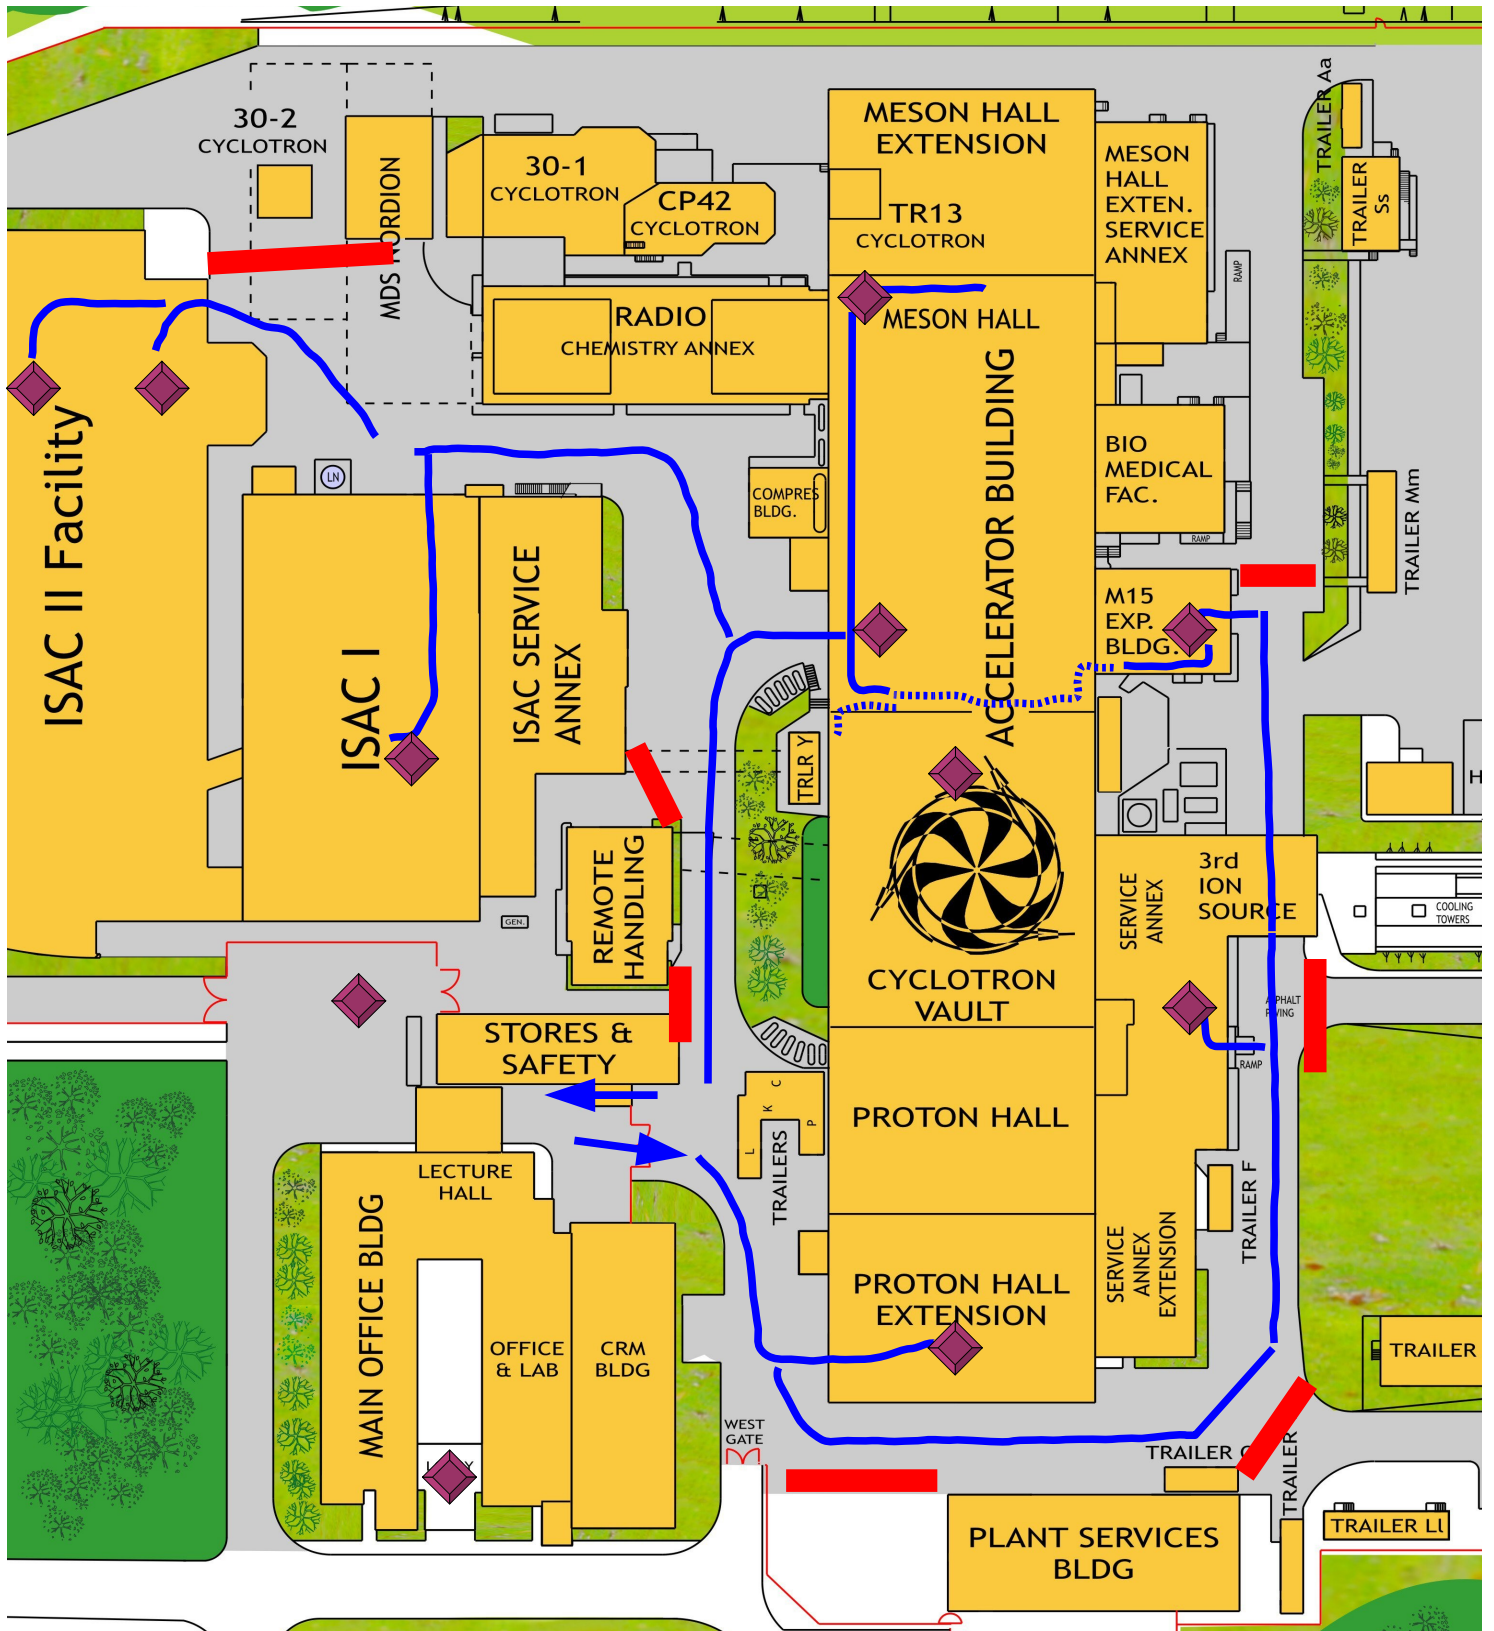 30-2
CYCLOTRON
MDS NORDION
30-1
CYCLOTRON
CP42
CYCLOTRON
MESON HALL
EXTENSION
TR13
CYCLOTRON
MESON
HALL
EXTEN.
SERVICE
ANNEX
RAMP
TRAILER Aa
TRAILER
Ss
RADIO
CHEMISTRY ANNEX
MESON HALL
ACCELERATOR BUILDING
BIO
MEDICAL
FAC.
RAMP
TRAILER Mm
COMPRES
BLDG.
LN
ISAC II Facility
ISAC I
ISAC SERVICE
ANNEX
M15
EXP.
BLDG.
TRLR Y
REMOTE
HANDLING
GEN.
CYCLOTRON
VAULT
SERVICE
ANNEX
3rd
ION
SOURCE
H
COOLING
TOWERS
RAMP
STORES &
SAFETY
PROTON HALL
L
K
C
P
TRAILERS
LECTURE
HALL
MAIN OFFICE BLDG
OFFICE
& LAB
CRM
BLDG
PROTON HALL
EXTENSION
SERVICE
ANNEX
EXTENSION
TRAILER F
TRAILER
WEST
GATE
TRAILER
TRAILER
TRAILER Ll
PLANT SERVICES
BLDG